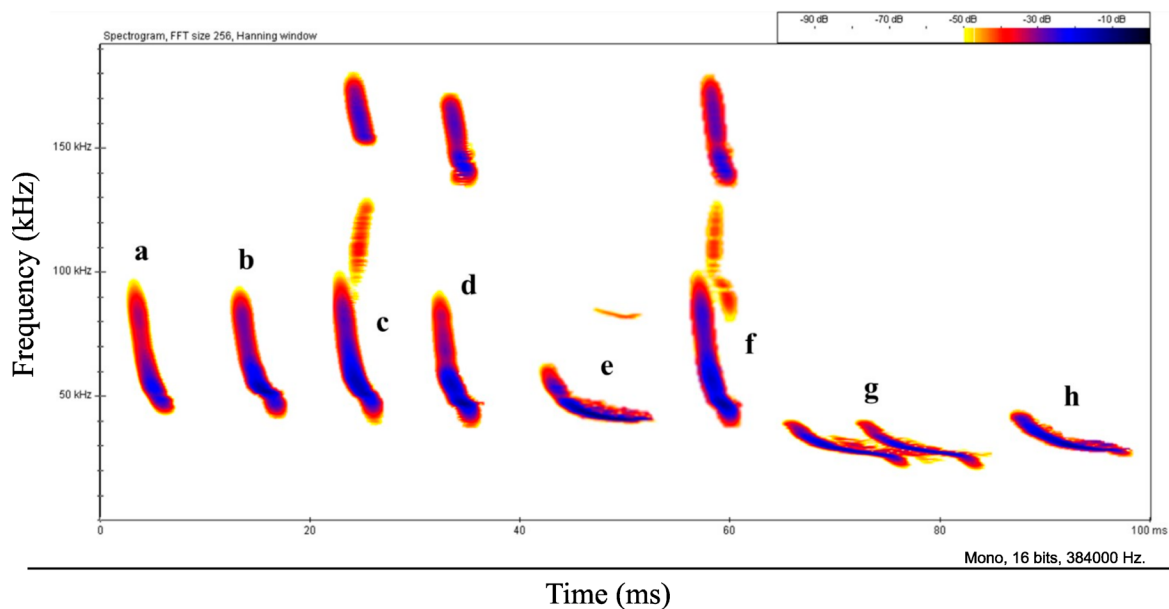 -90 dB -70 dB -50 dB -30 dB -10 dB
Spectrogram, FFT size 256, Hanning window
150 kHz
100 kHz
50 kHz
Frequency (kHz)
a
b
c
d
e
f
g
h
0 20 40 60 80 100 ms
Mono, 16 bits, 384000 Hz.
Time (ms)